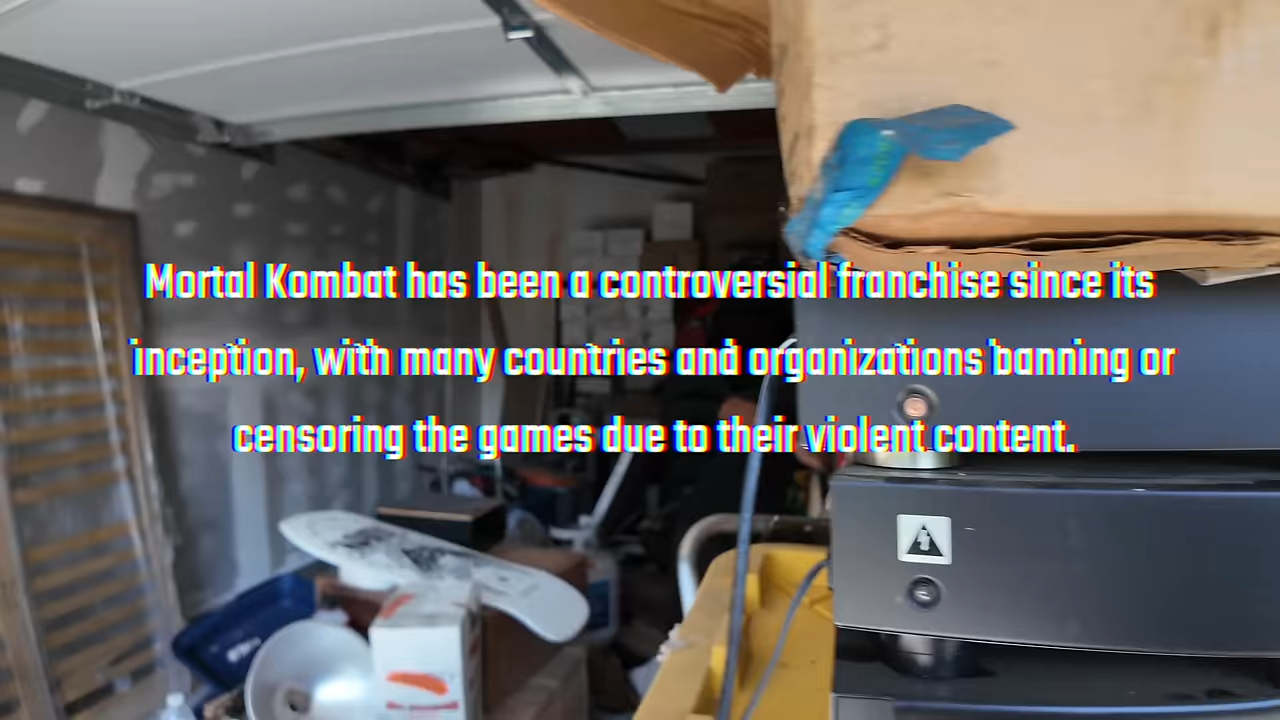 Mortal Kombat has been a controversial franchise since its
inception, with many countries and organizations banning or
censoring the games due to their violent content.